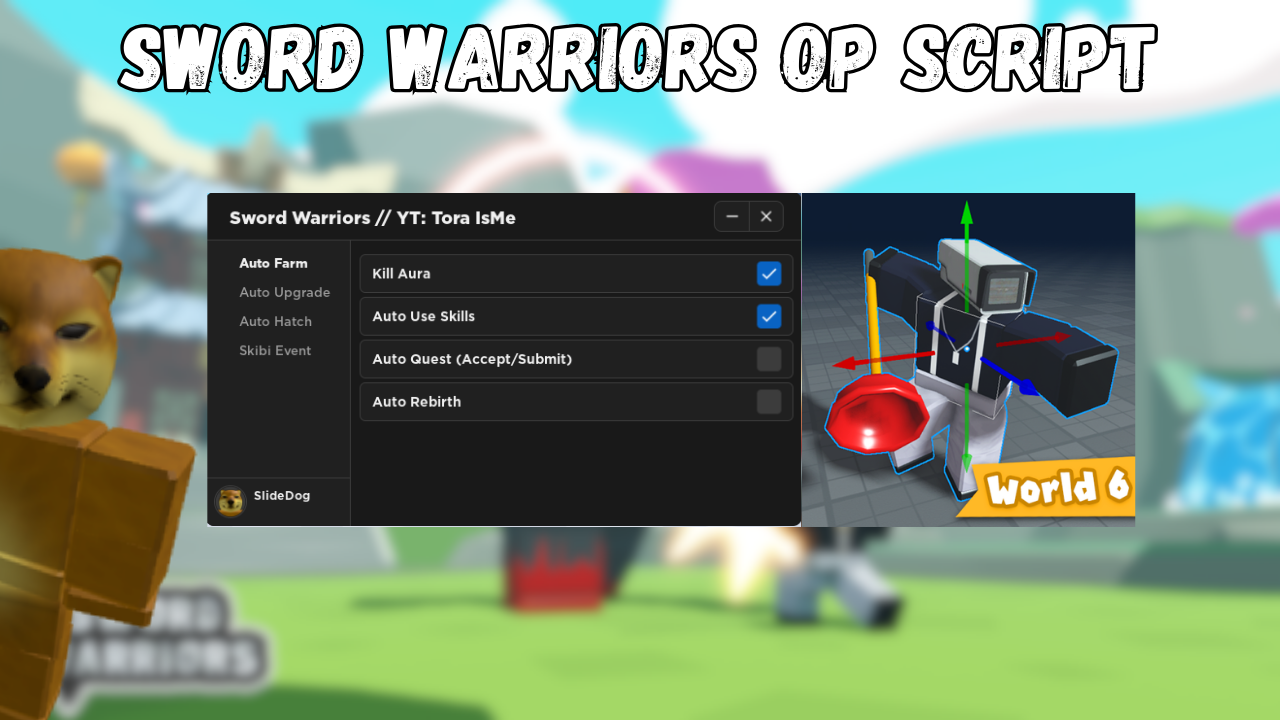 SWORD WARRIORS OP SCRIPT
Sword Warriors // YT: Tora IsMe
Auto Farm
Auto Upgrade
Auto Hatch
Skibi Event
SlideDog
Kill Aura
Auto Use Skills
Auto Quest (Accept/Submit)
Auto Rebirth
World 6
WARRIORS